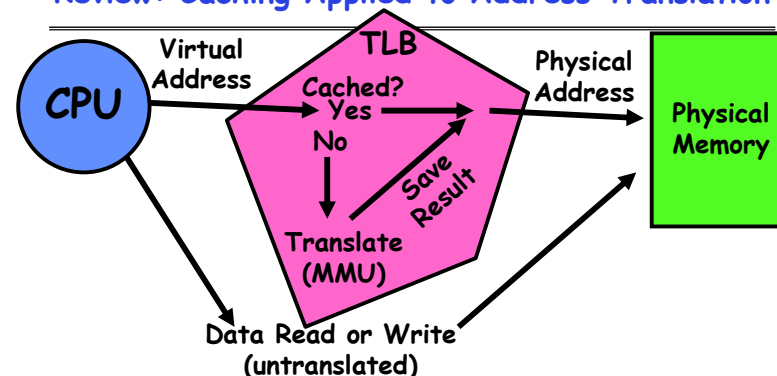 Review: Caching Applied to Address Translation
TLB
Virtual
Address
CPU
Cached?
Yes
No
Save
Result
Translate
(MMU)
Physical
Address
Physical
Memory
Data Read or Write
(untranslated)